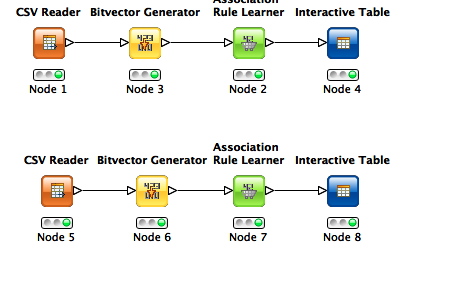 Association
CSV Reader Bitvector Generator Rule Learner Interactive Table
Node 1 Node 3 Node 2 Node 4
Association
CSV Reader Bitvector Generator Rule Learner Interactive Table
Node 5 Node 6 Node 7 Node 8